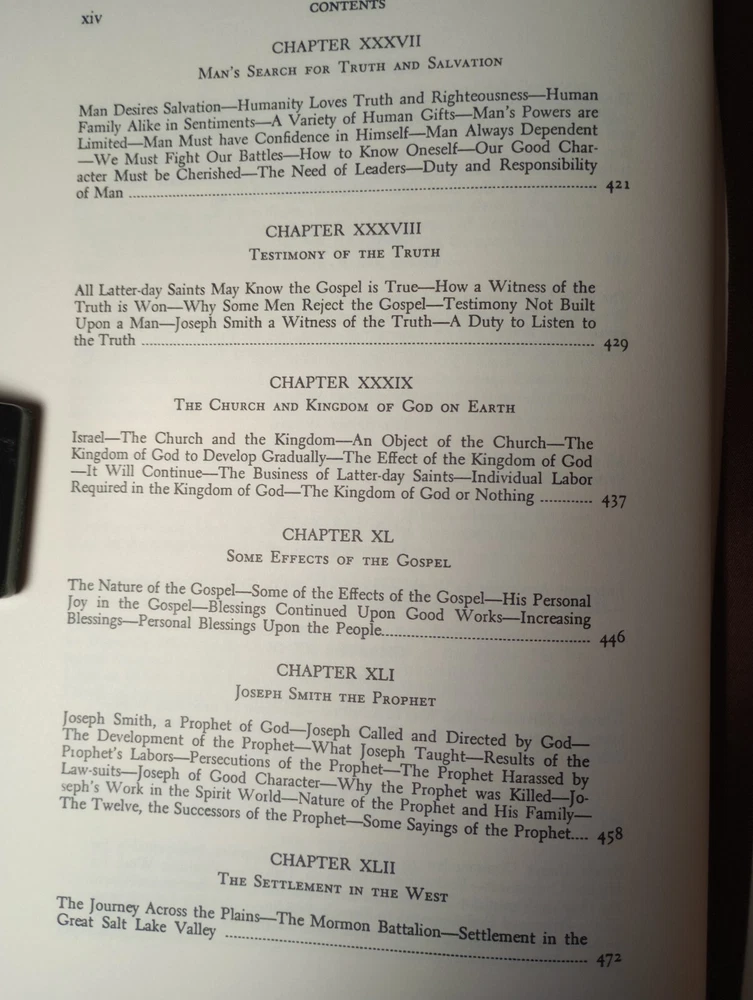 xiv
CONTENTS
CHAPTER XXXVII
MAN'S SEARCH FOR TRUTH AND SALVATION
Man Desires Salvation—Humanity Loves Truth and Righteousness—Human
Family Alike in Sentiments—A Variety of Human Gifts—Man's Powers are
Limited—Man Must have Confidence in Himself—Man Always Dependent
—We Must Fight Our Battles—How to Know Oneself—Our Good Char-
acter Must be Cherished—The Need of Leaders—Duty and Responsibility
of Man ........................................ 421
CHAPTER XXXVIII
TESTIMONY OF THE TRUTH
All Latter-day Saints May Know the Gospel is True—How a Witness of the
Truth is Won—Why Some Men Reject the Gospel—Testimony Not Built
Upon a Man—Joseph Smith a Witness of the Truth—A Duty to Listen to
the Truth ........................................ 429
CHAPTER XXXIX
THE CHURCH AND KINGDOM OF GOD ON EARTH
Israel—The Church and the Kingdom—An Object of the Church—The
Kingdom of God to Develop Gradually—The Effect of the Kingdom of God
—It Will Continue—The Business of Latter-day Saints—Individual Labor
Required in the Kingdom of God—The Kingdom of God or Nothing ............ 437
CHAPTER XL
SOME EFFECTS OF THE GOSPEL
The Nature of the Gospel—Some of the Effects of the Gospel—His Personal
Joy in the Gospel—Blessings Continued Upon Good Works—Increasing
Blessings—Personal Blessings Upon the People........................................ 446
CHAPTER XLI
JOSEPH SMITH THE PROPHET
Joseph Smith, a Prophet of God—Joseph Called and Directed by God—
The Development of the Prophet—What Joseph Taught—Results of the
Prophet's Labors—Persecutions of the Prophet—The Prophet Harassed by
Law-suits—Joseph of Good Character—Why the Prophet was Killed—Jo-
seph's Work in the Spirit World—Nature of the Prophet and His Family—
The Twelve, the Successors of the Prophet—Some Sayings of the Prophet.... 458
CHAPTER XLII
THE SETTLEMENT IN THE WEST
The Journey Across the Plains—The Mormon Battalion—Settlement in the
Great Salt Lake Valley ........................................ 472